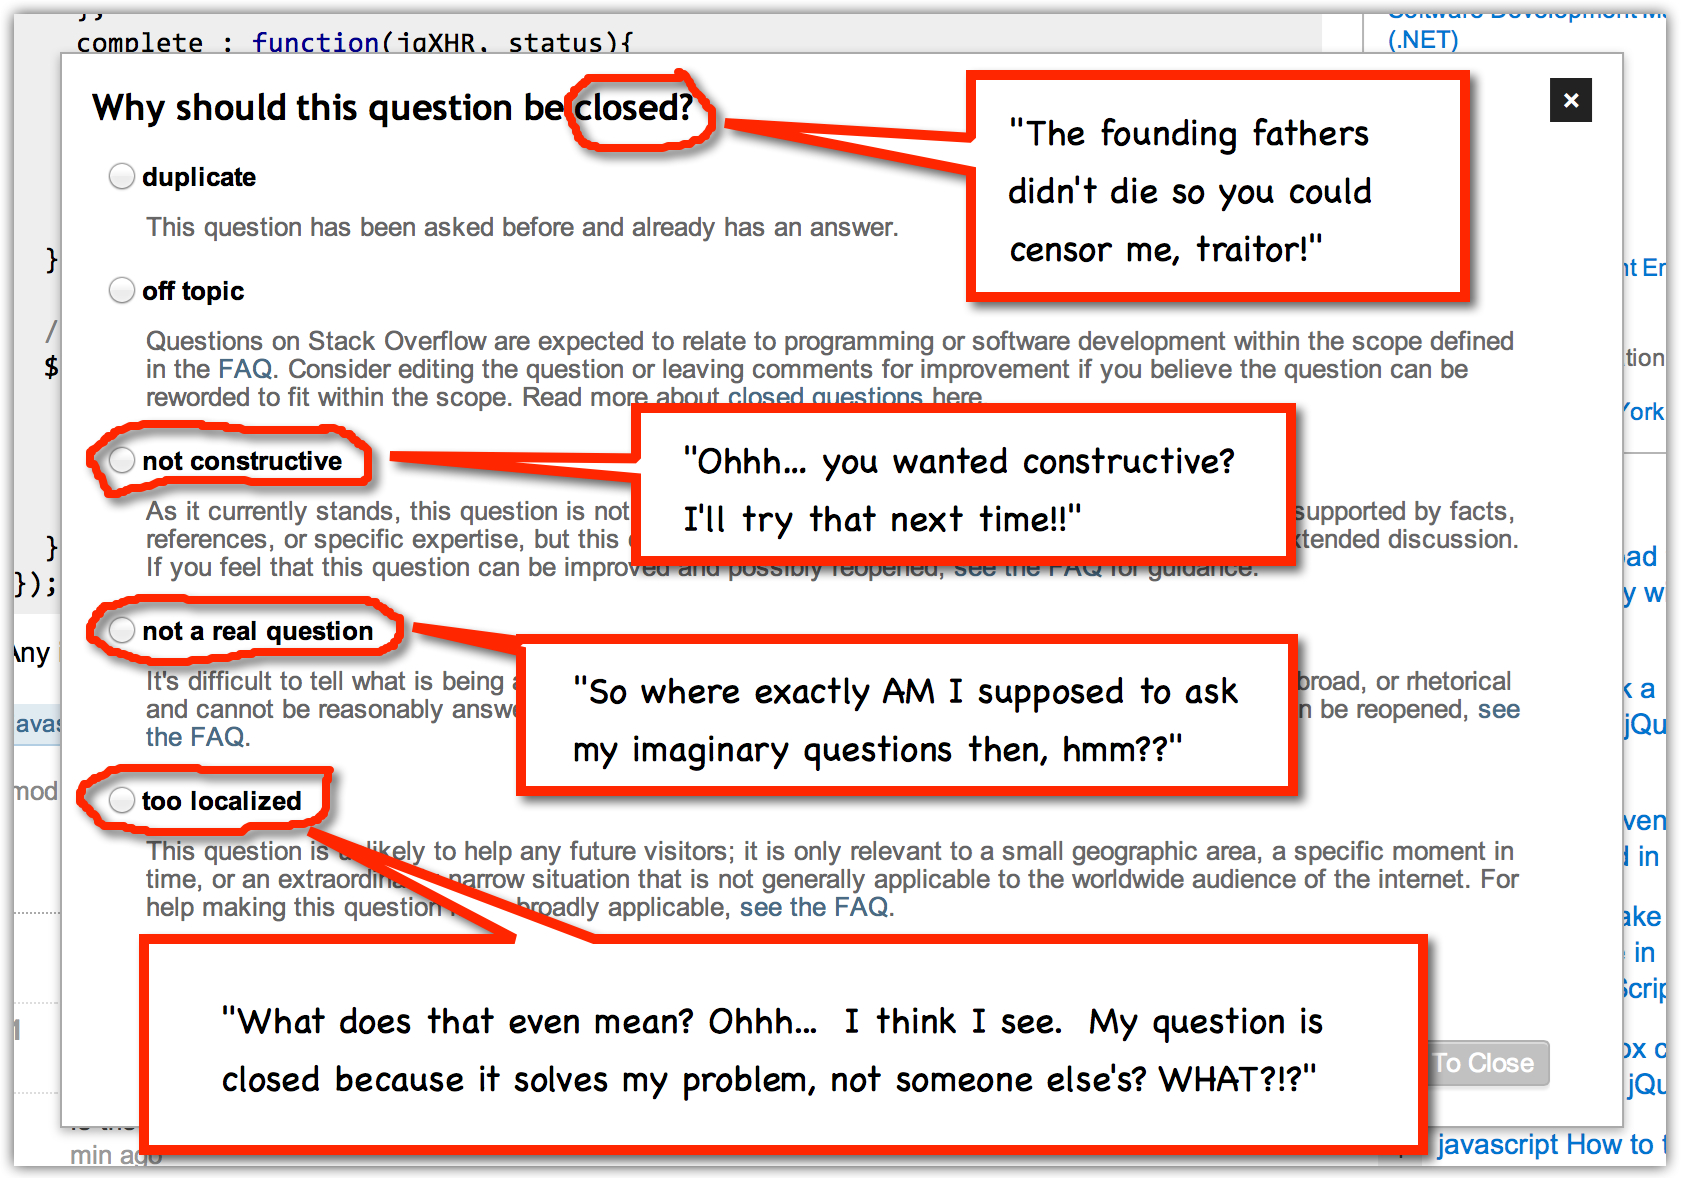 complete : function(jqXHR, status){
(.NET)
Why should this question be closed?
×
"The founding fathers
didn't die so you could
censor me, traitor!"
duplicate
This question has been asked before and already has an answer.
}
off topic
/
Questions on Stack Overflow are expected to relate to programming or software development within the scope defined
$
in the FAQ. Consider editing the question or leaving comments for improvement if you believe the question can be
reworded to fit within the scope. Read more about closed questions here.
not constructive
"Ohhh... you wanted constructive?
I'll try that next time!!"
As it currently stands, this question is not supported by facts,
}
references, or specific expertise, but this extended discussion.
});
If you feel that this question can be improved and possibly reopened, see the FAQ for guidance.
not a real question
Any
"So where exactly AM I supposed to ask
my imaginary questions then, hmm??"
It's difficult to tell what is being broad, or rhetorical
and cannot be reasonably be reopened, see
the FAQ.
too localized
This question is unlikely to help any future visitors; it is only relevant to a small geographic area, a specific moment in
time, or an extraordinarily narrow situation that is not generally applicable to the worldwide audience of the internet. For
help making this question broadly applicable, see the FAQ.
"What does that even mean? Ohhh... I think I see. My question is
closed because it solves my problem, not someone else's? WHAT?!?"
To Close
min ago
javascript How to